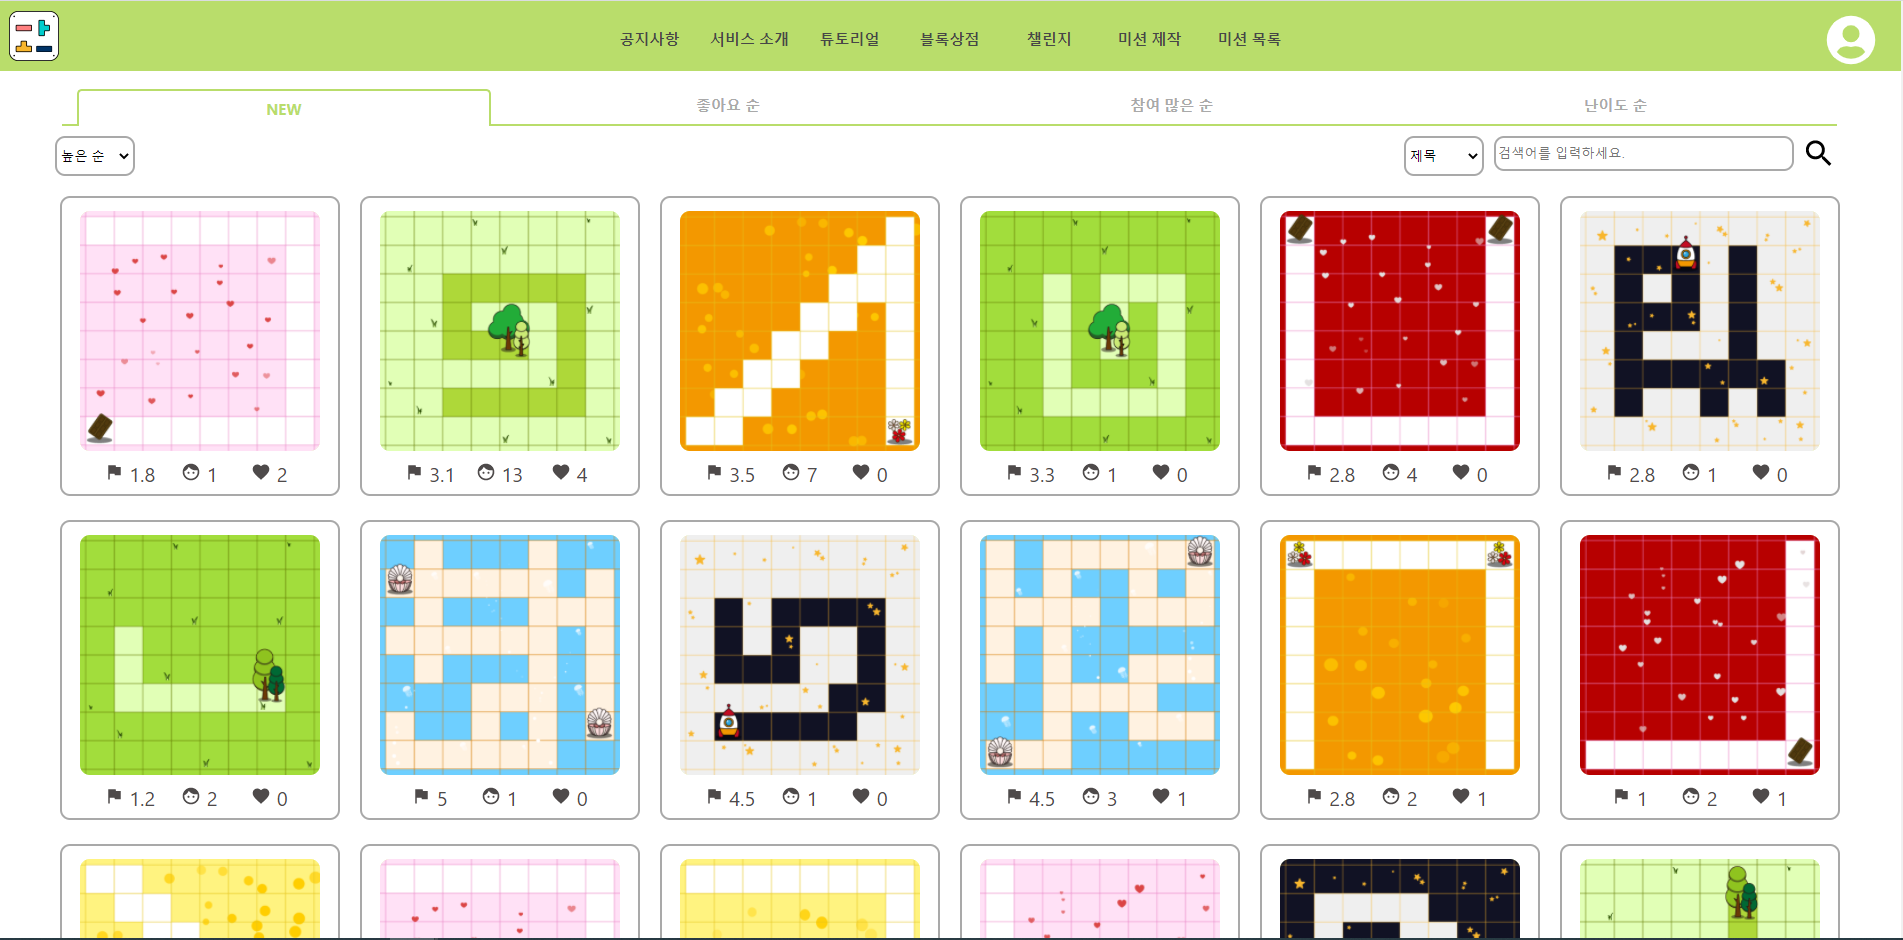 공지사항 서비스 소개 튜토리얼 블록상점 챌린지 미션 제작 미션 목록
NEW 좋아요 순 참여 많은 순 난이도 순
높은 순 제목 검색어를 입력하세요.
1.8 1 2 3.1 13 4 3.5 7 0 3.3 1 0 2.8 4 0 2.8 1 0
1.2 2 0 5 1 0 4.5 1 0 4.5 3 1 2.8 2 1 1 2 1